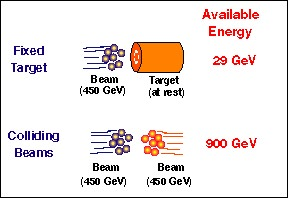 Available
Energy
Fixed
Target
29 GeV
Beam
(450 GeV)
Target
(at rest)
Colliding
Beams
900 GeV
Beam
(450 GeV)
Beam
(450 GeV)